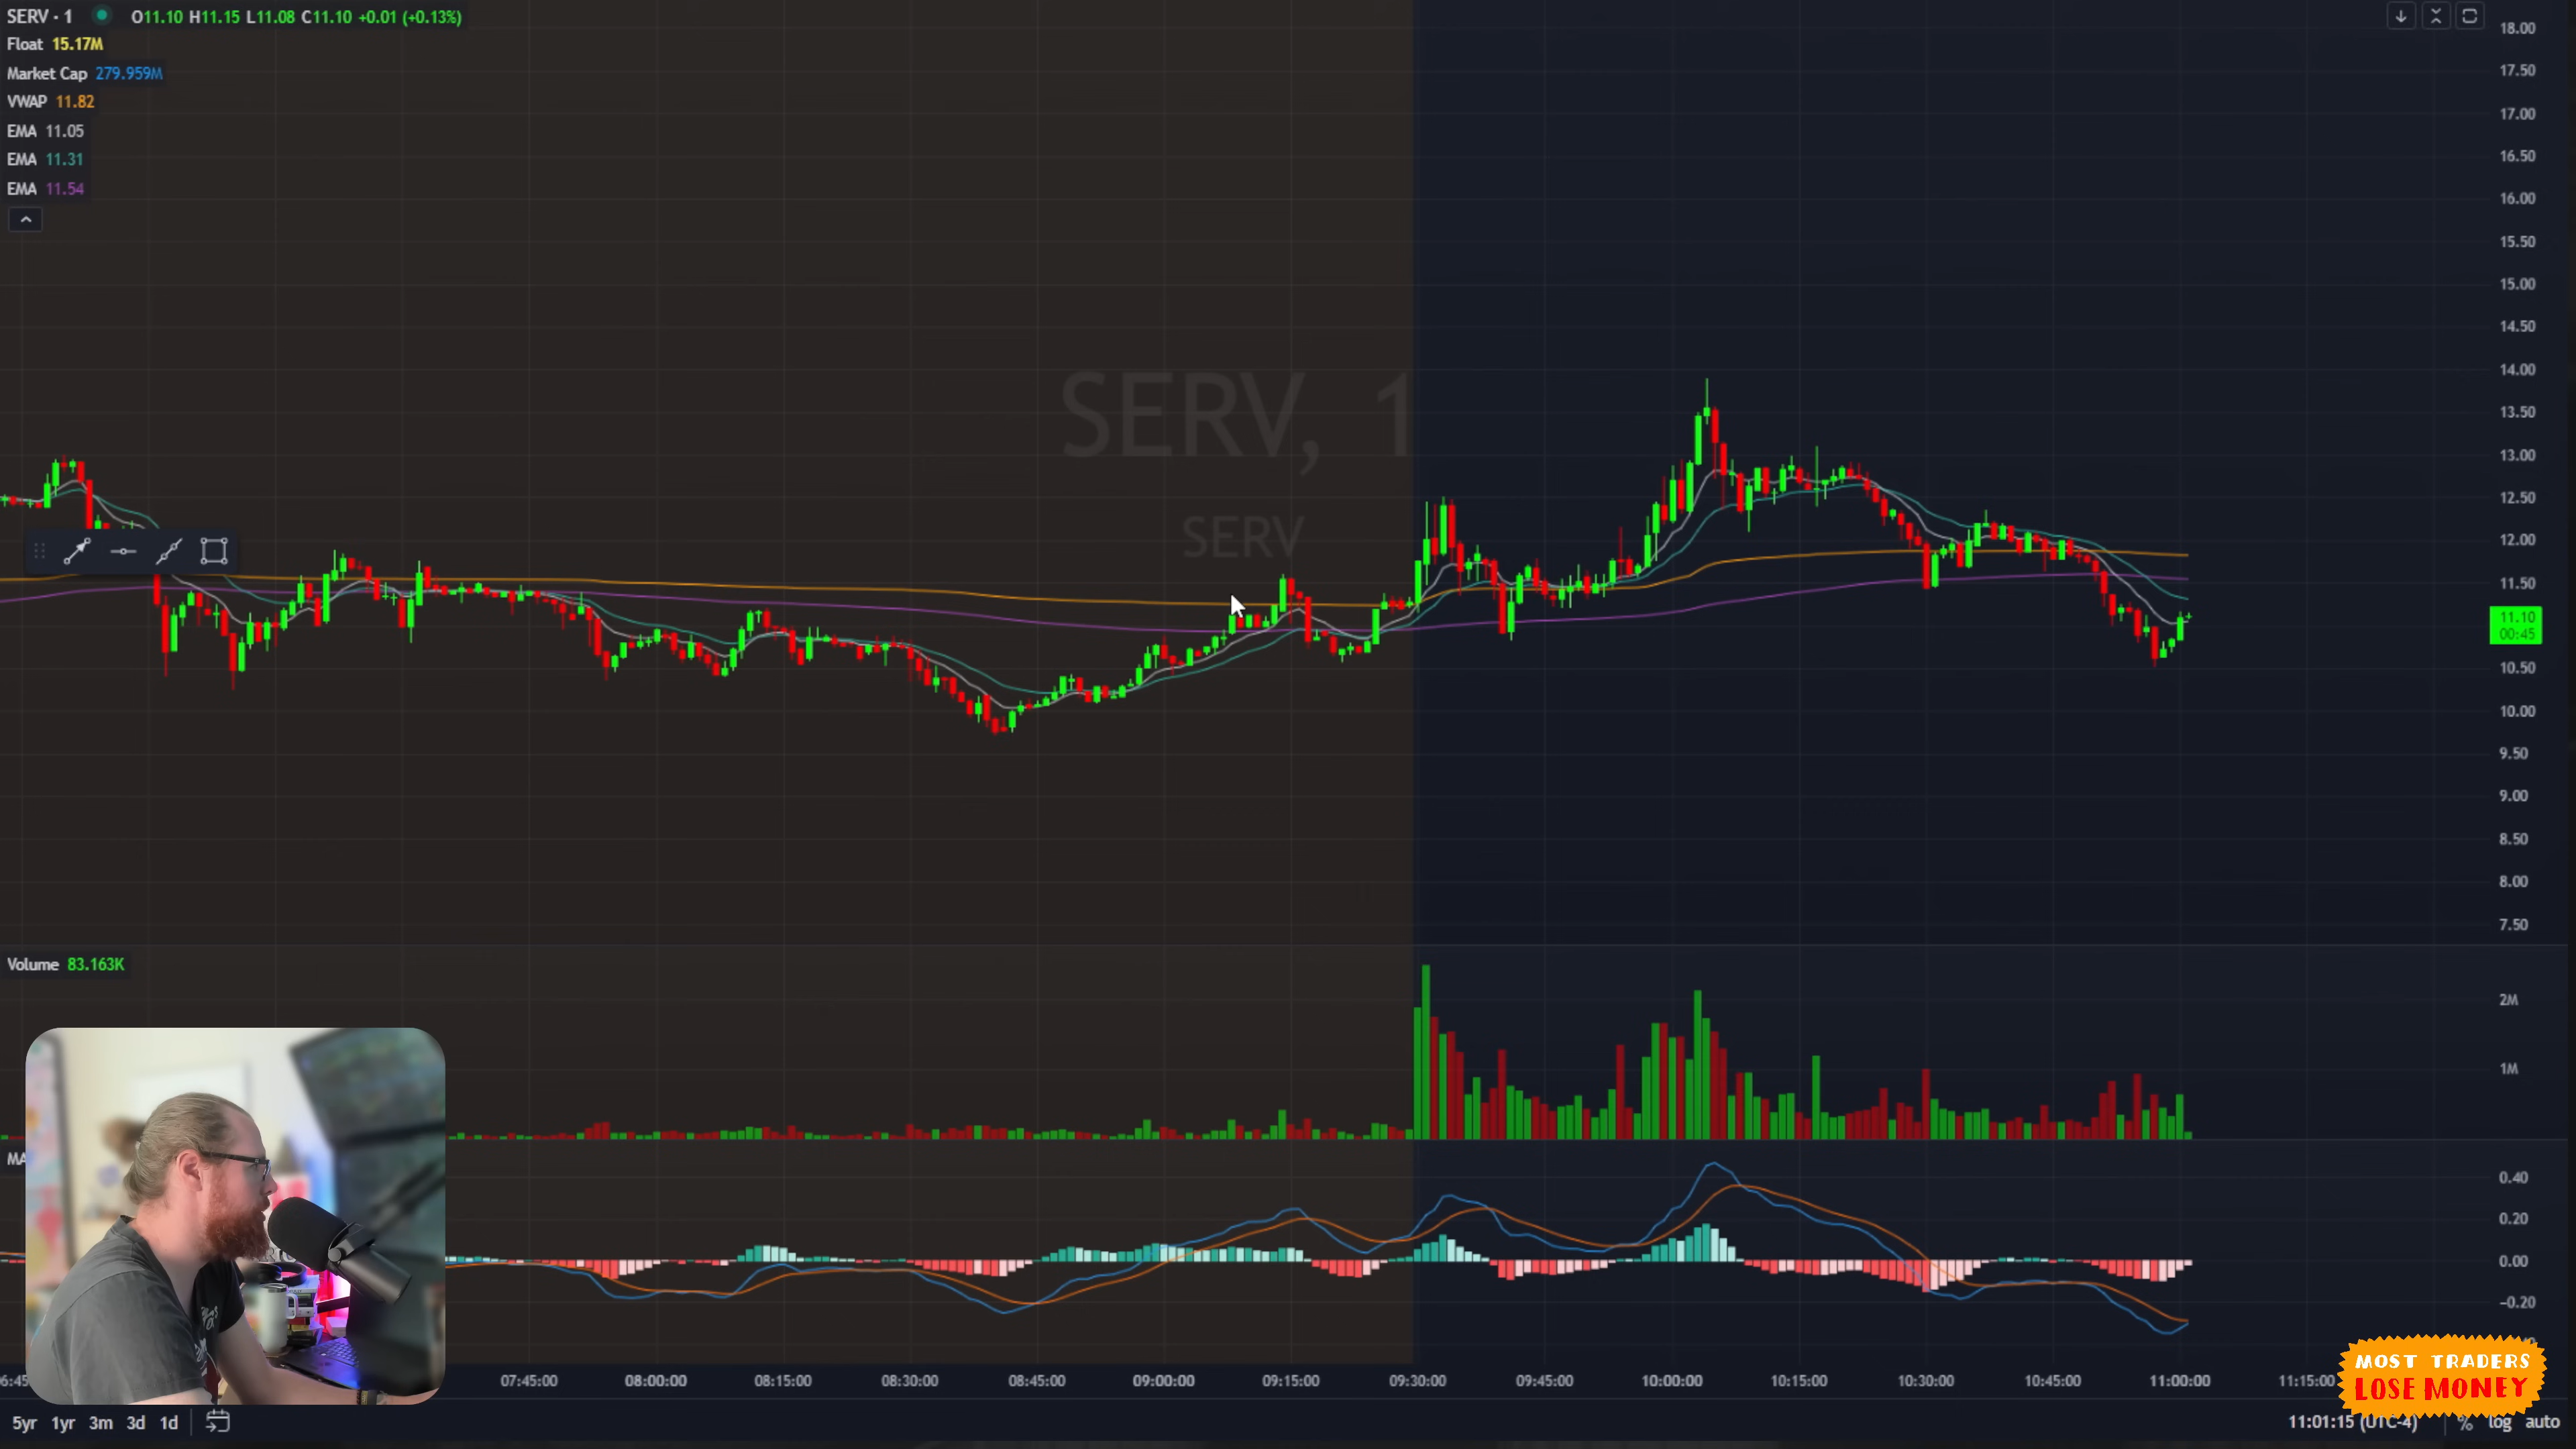 SERV · 1 O11.10 H11.15 L11.08 C11.10 +0.01 (+0.13%)
Float 15.17M
Market Cap 279.959M
VWAP 11.82
EMA 11.05
EMA 11.31
EMA 11.54
SERV, 1
SERV
18.00
17.50
17.00
16.50
16.00
15.50
15.00
14.50
14.00
13.50
13.00
12.50
12.00
11.50
11.10
00:45
10.50
10.00
9.50
9.00
8.50
8.00
7.50
Volume 83.163K
2M
1M
MA
0.40
0.20
0.00
-0.20
MOST TRADERS
LOSE MONEY
6:45 07:45:00 08:00:00 08:15:00 08:30:00 08:45:00 09:00:00 09:15:00 09:30:00 09:45:00 10:00:00 10:15:00 10:30:00 10:45:00 11:00:00 11:15:00
5yr 1yr 3m 3d 1d 11:01:15 (UTC-4) % log auto